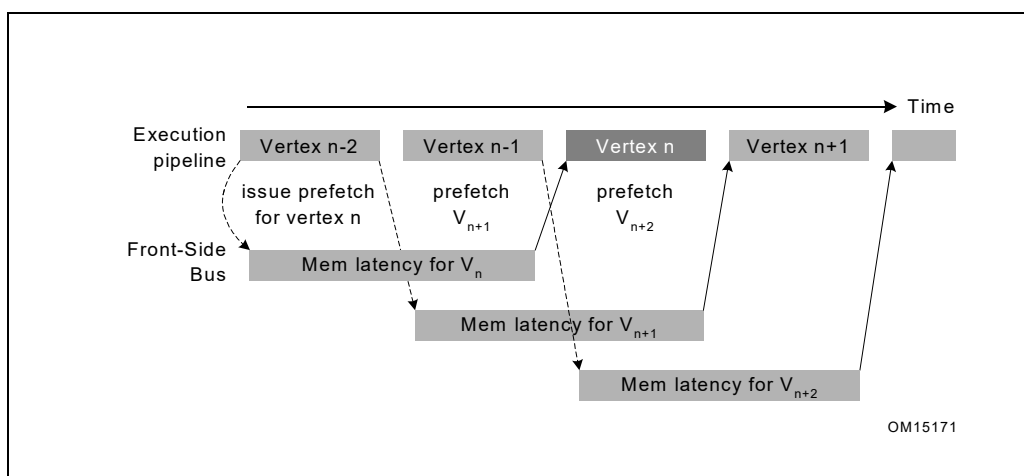 Time
Execution pipeline
Vertex n-2
Vertex n-1
Vertex n
Vertex n+1
issue prefetch
for vertex n
prefetch
Vn+1
prefetch
Vn+2
Front-Side
Bus
Mem latency for Vn
Mem latency for Vn+1
Mem latency for Vn+2
OM15171